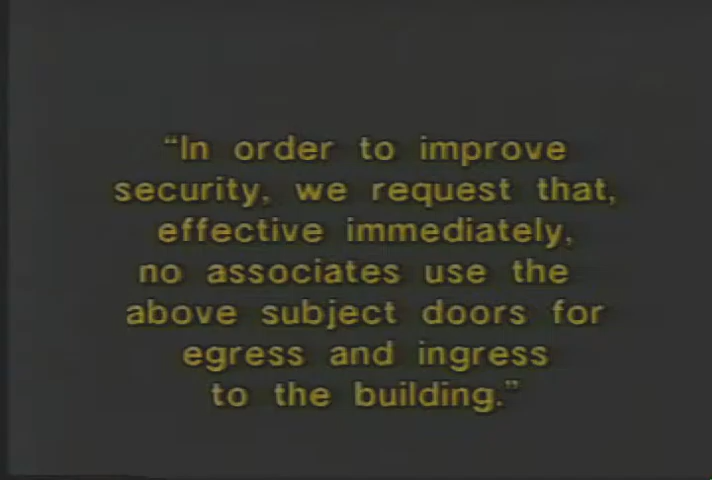 “In order to improve
security, we request that,
effective immediately,
no associates use the
above subject doors for
egress and ingress
to the building.”